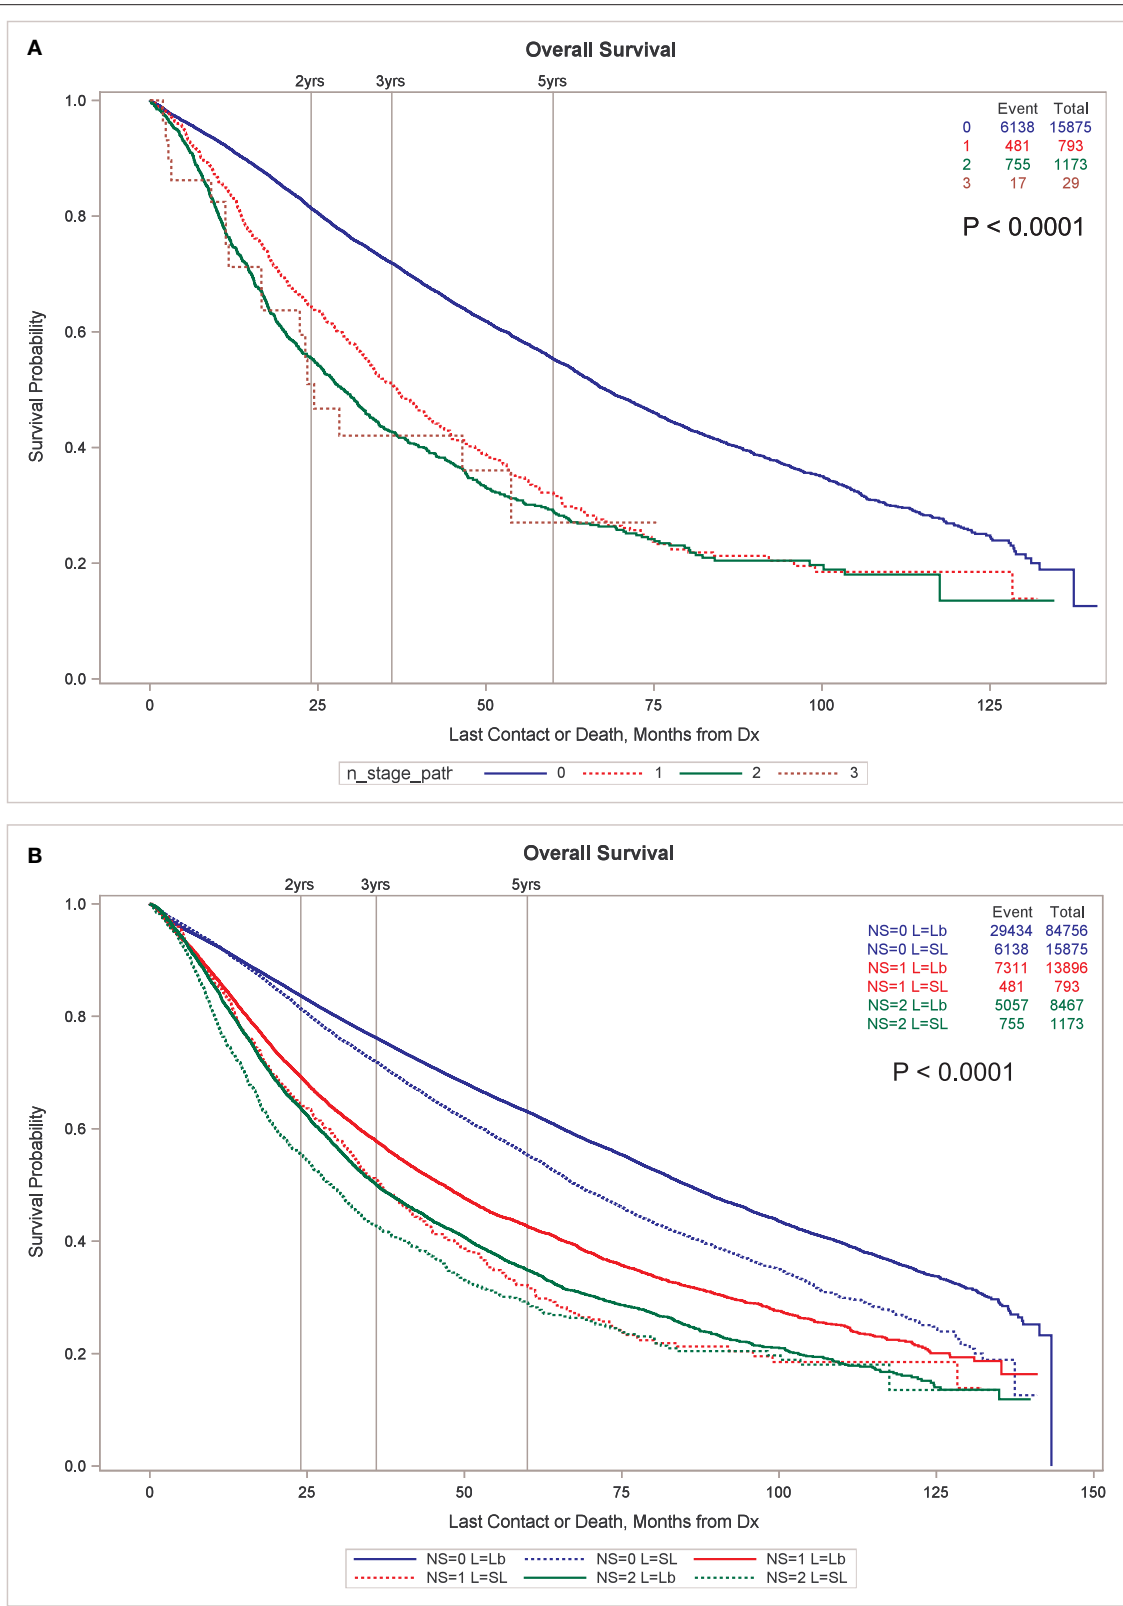 A
Overall Survival
2yrs 3yrs 5yrs
Event Total
0 6138 15875
1 481 793
2 755 1173
3 17 29
P < 0.0001
1.0
0.8
0.6
0.4
0.2
0.0
Survival Probability
0 25 50 75 100 125
Last Contact or Death, Months from Dx
n_stage_path 0 1 2 3
B
Overall Survival
2yrs 3yrs 5yrs
Event Total
NS=0 L=Lb 29434 84756
NS=0 L=SL 6138 15875
NS=1 L=Lb 7311 13896
NS=1 L=SL 481 793
NS=2 L=Lb 5057 8467
NS=2 L=SL 755 1173
P < 0.0001
1.0
0.8
0.6
0.4
0.2
0.0
Survival Probability
0 25 50 75 100 125 150
Last Contact or Death, Months from Dx
NS=0 L=Lb NS=0 L=SL NS=1 L=Lb
NS=1 L=SL NS=2 L=Lb NS=2 L=SL